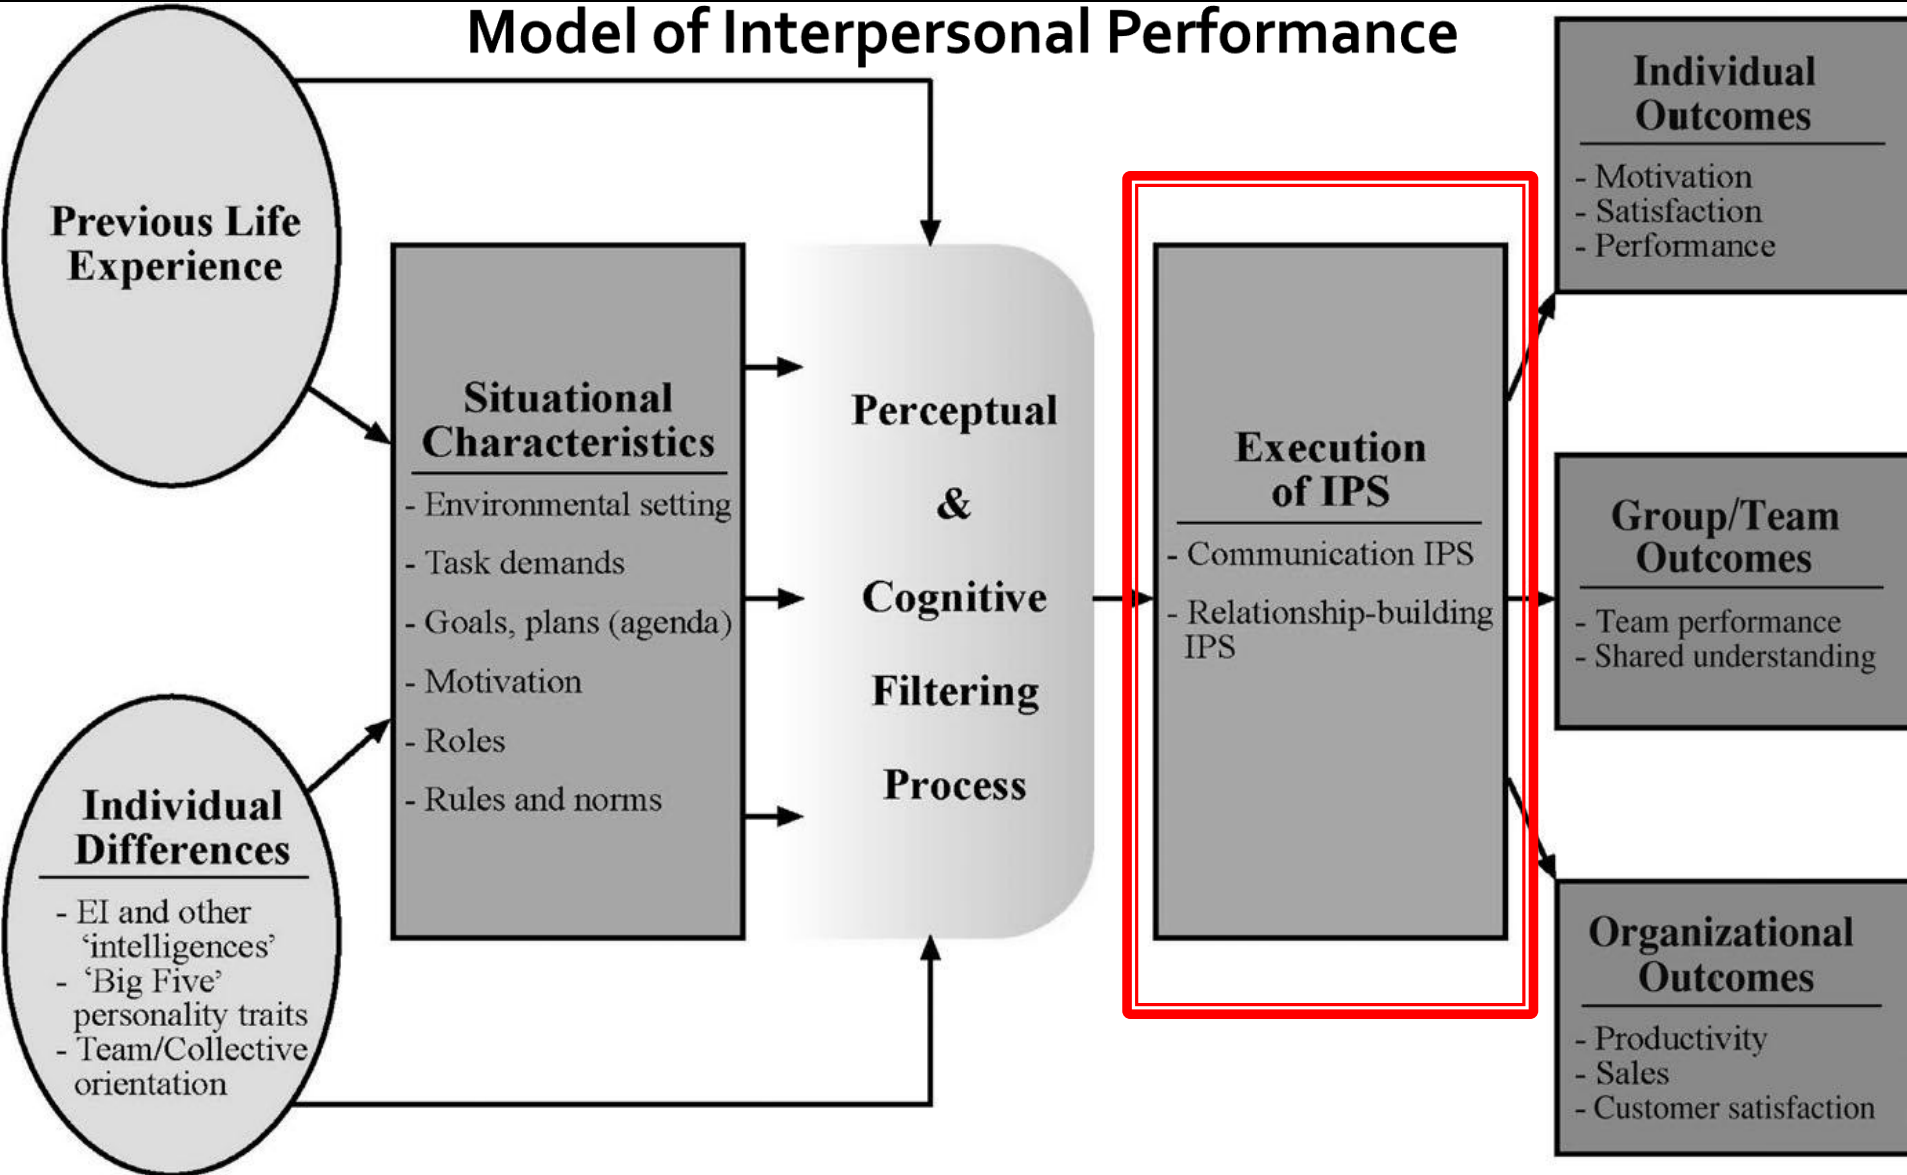 Model of Interpersonal Performance
Previous Life
Experience
Individual
Differences
- EI and other
‘intelligences’
- ‘Big Five’
personality traits
- Team/Collective
orientation
Situational
Characteristics
- Environmental setting
- Task demands
- Goals, plans (agenda)
- Motivation
- Roles
- Rules and norms
Perceptual
&
Cognitive
Filtering
Process
Execution
of IPS
- Communication IPS
- Relationship-building
IPS
Individual
Outcomes
- Motivation
- Satisfaction
- Performance
Group/Team
Outcomes
- Team performance
- Shared understanding
Organizational
Outcomes
- Productivity
- Sales
- Customer satisfaction